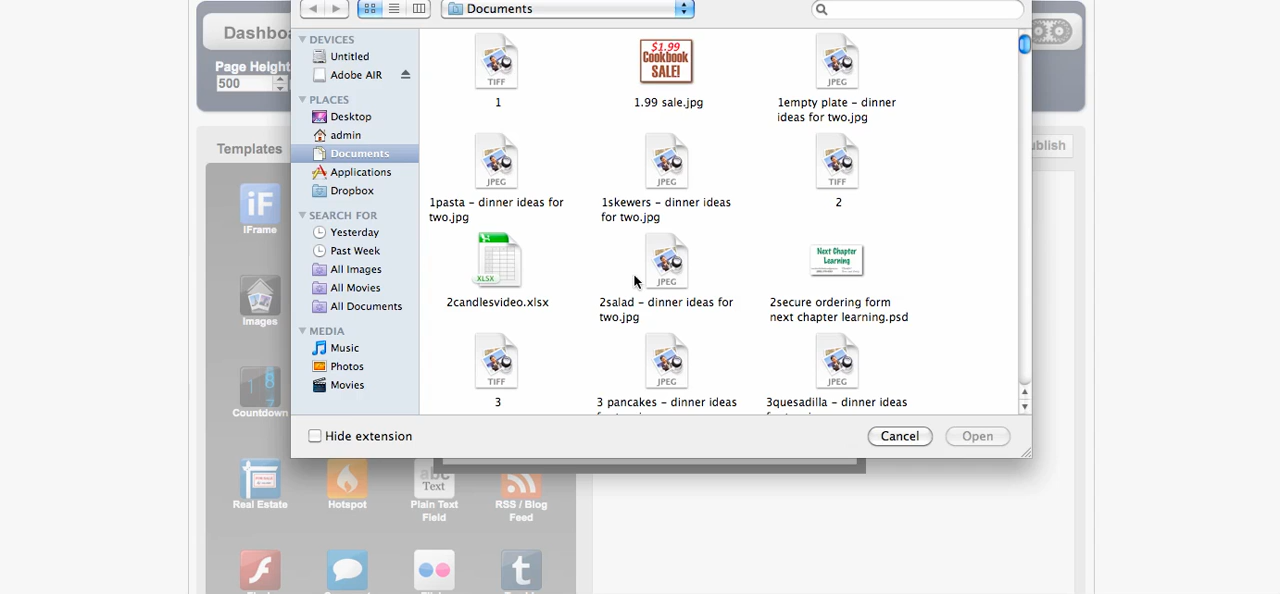 Documents
Dashbo
Page Height
500
DEVICES
Untitled
Adobe AIR
PLACES
Desktop
admin
Documents
Applications
Dropbox
SEARCH FOR
Yesterday
Past Week
All Images
All Movies
All Documents
MEDIA
Music
Photos
Movies
TIFF
1
$1.99
Cookbook
SALE!
1.99 sale.jpg
JPEG
1empty plate - dinner
ideas for two.jpg
JPEG
1pasta - dinner ideas for
two.jpg
JPEG
1skewers - dinner ideas
for two.jpg
TIFF
2
XLSX
2candlesvideo.xlsx
JPEG
2salad - dinner ideas for
two.jpg
Next Chapter
Learning
2secure ordering form
next chapter learning.psd
TIFF
3
JPEG
3 pancakes - dinner ideas
JPEG
3quesadilla - dinner ideas
Hide extension
Cancel
Open
Templates
ublish
iF
IFrame
Images
Countdown
Real Estate
Hotspot
abc
Text
Plain Text
Field
RSS / Blog
Feed
t